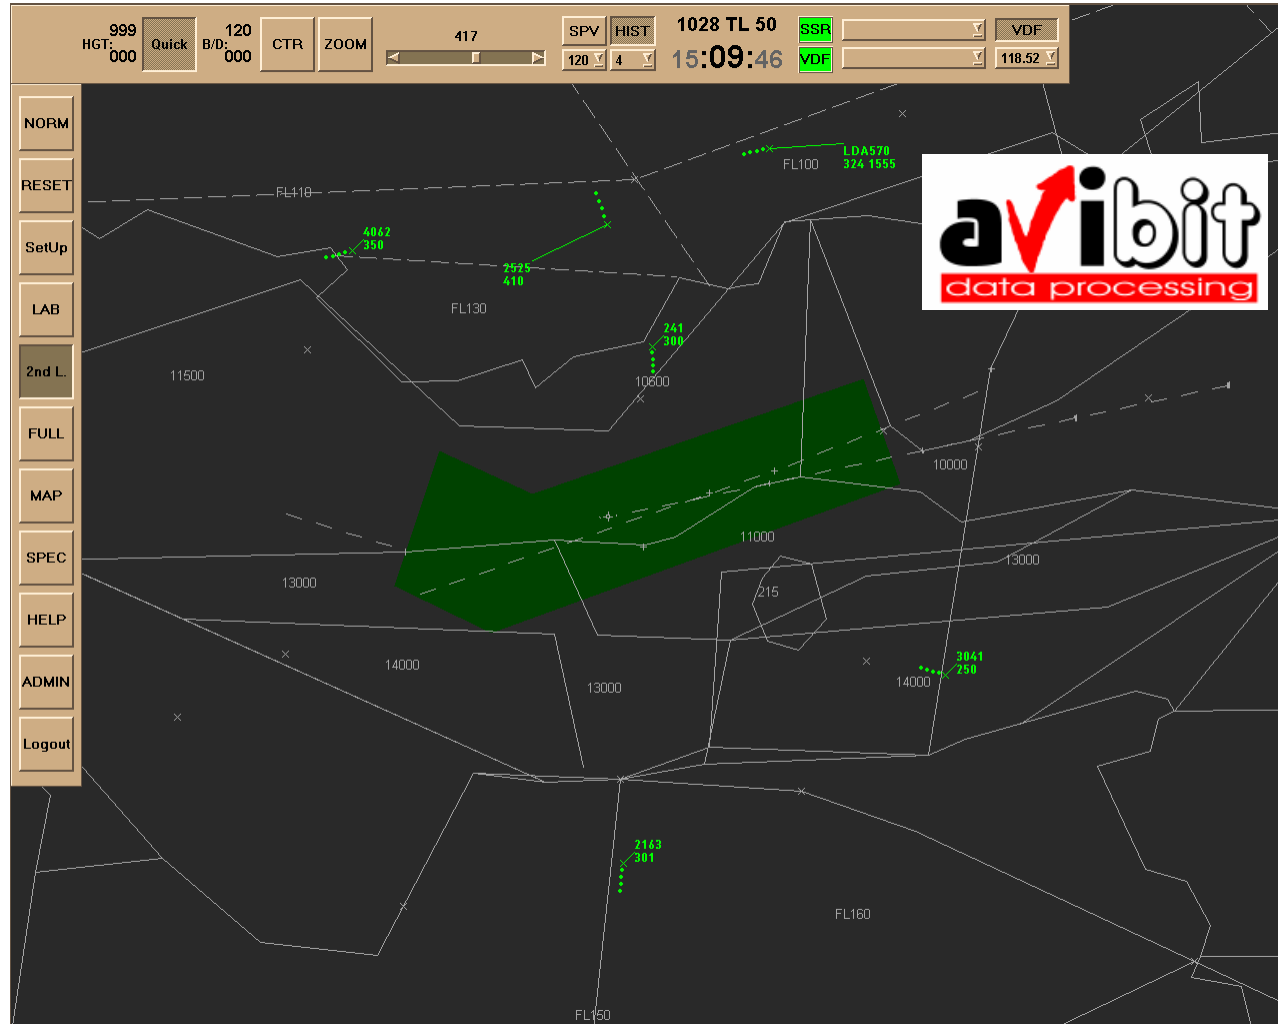 999
HGT:
000
Quick
120
B/D:
000
CTR
ZOOM
417
SPV
HIST
120
4
1028 TL 50
15:09:46
SSR
VDF
VDF
118.52
NORM
RESET
SetUp
LAB
2nd L.
FULL
MAP
SPEC
HELP
ADMIN
Logout
LDA570
324 1555
FL100
FL110
4062
350
2525
410
FL130
241
300
10600
11500
avibit
data processing
10000
11000
13000
13000
215
14000
13000
3041
250
14000
2163
301
FL160
FL150